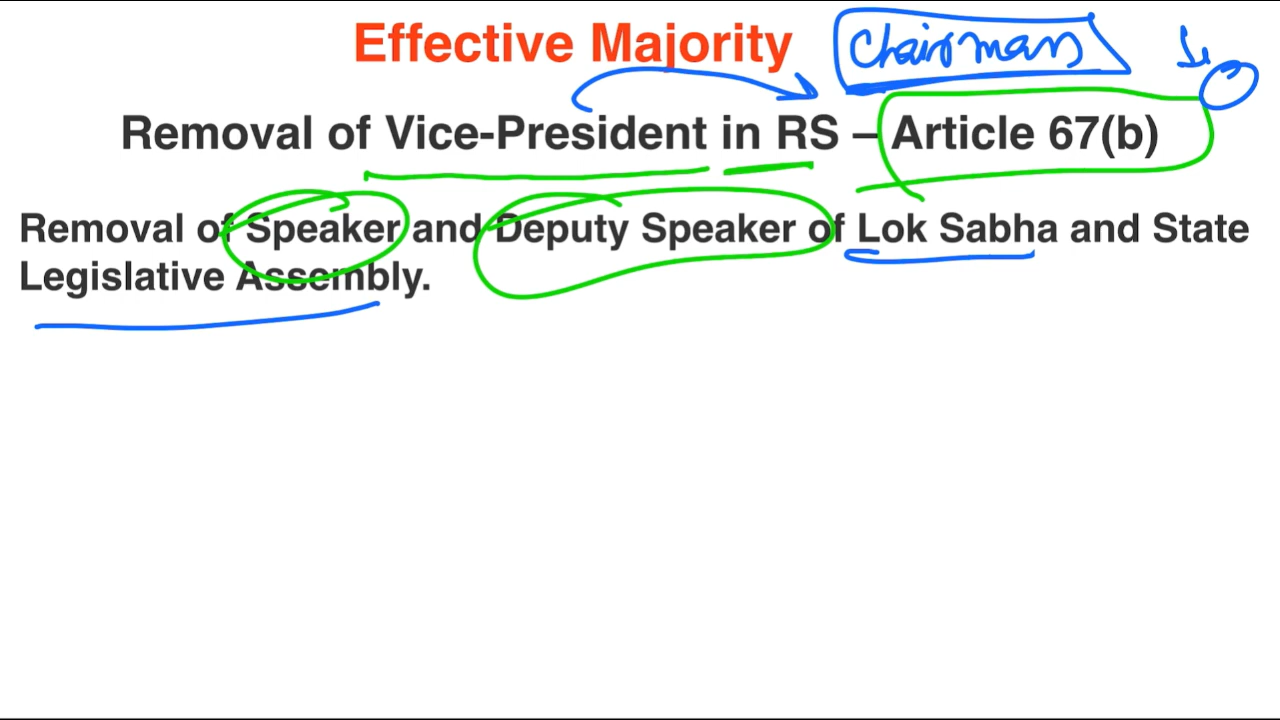 Effective Majority Chairman
Removal of Vice-President in RS – Article 67(b)
Removal of Speaker and Deputy Speaker of Lok Sabha and State
Legislative Assembly.